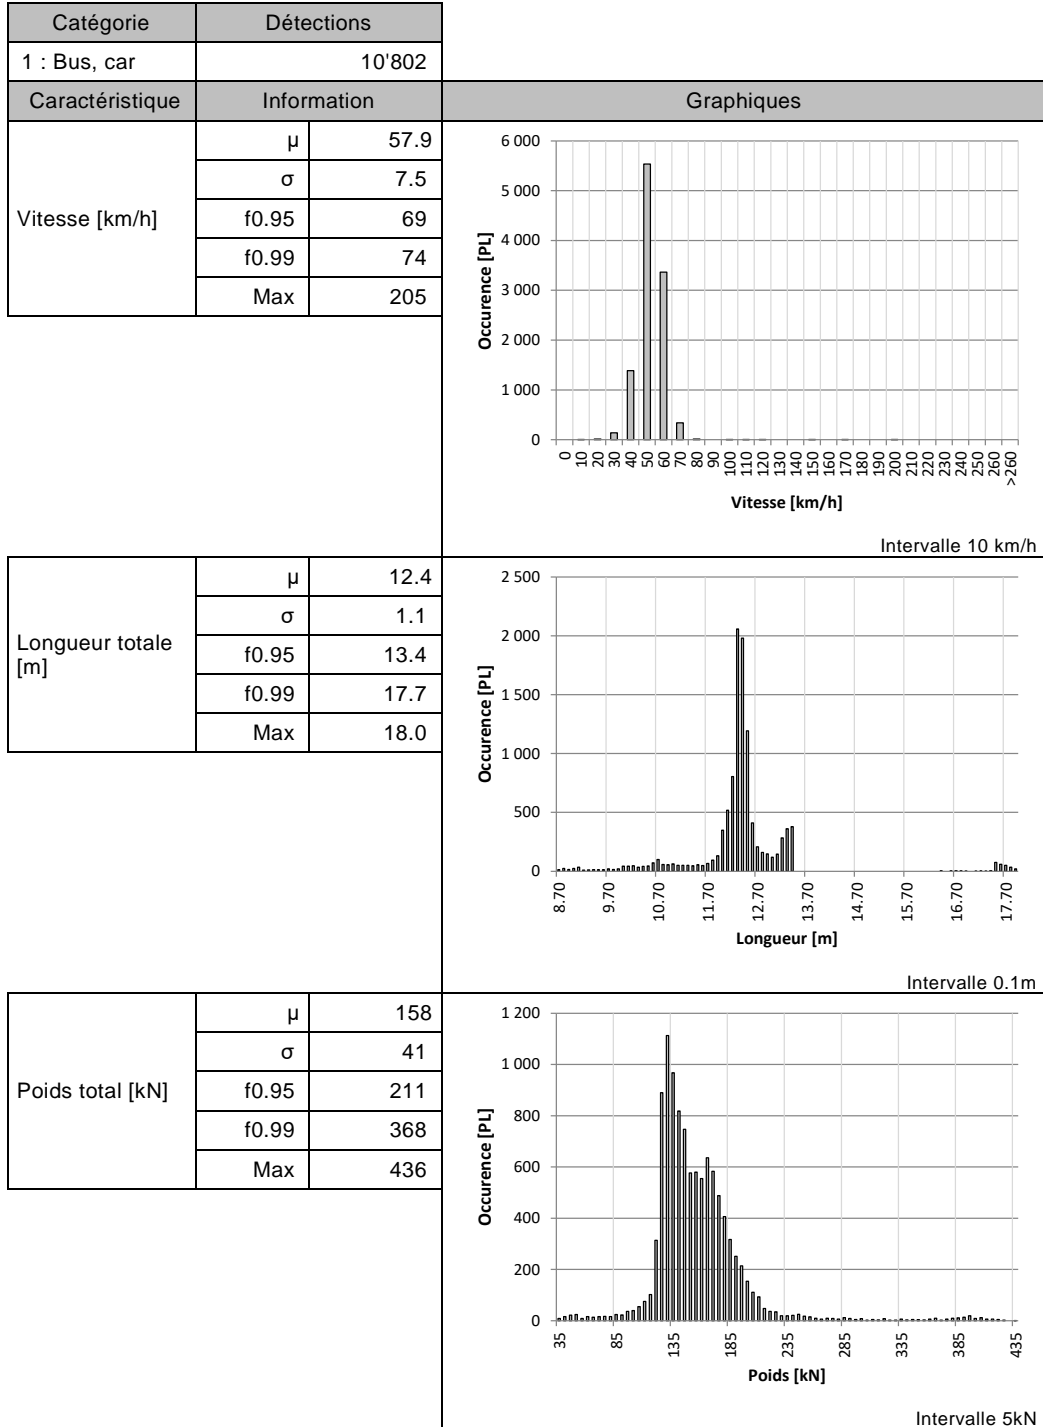 Catégorie Détections
1 : Bus, car 10'802
Caractéristique Information Graphiques
Vitesse [km/h]
µ 57.9
σ 7.5
f0.95 69
f0.99 74
Max 205
Occurence [PL]
6 000
5 000
4 000
3 000
2 000
1 000
0
0 10 20 30 40 50 60 70 80 90 100 110 120 130 140 150 160 170 180 190 200 210 220 230 240 250 260 >260
Vitesse [km/h]
Intervalle 10 km/h
Longueur totale
[m]
µ 12.4
σ 1.1
f0.95 13.4
f0.99 17.7
Max 18.0
Occurence [PL]
2 500
2 000
1 500
1 000
500
0
8.70 9.70 10.70 11.70 12.70 13.70 14.70 15.70 16.70 17.70
Longueur [m]
Intervalle 0.1m
Poids total [kN]
µ 158
σ 41
f0.95 211
f0.99 368
Max 436
Occurence [PL]
1 200
1 000
800
600
400
200
0
35 85 135 185 235 285 335 385 435
Poids [kN]
Intervalle 5kN